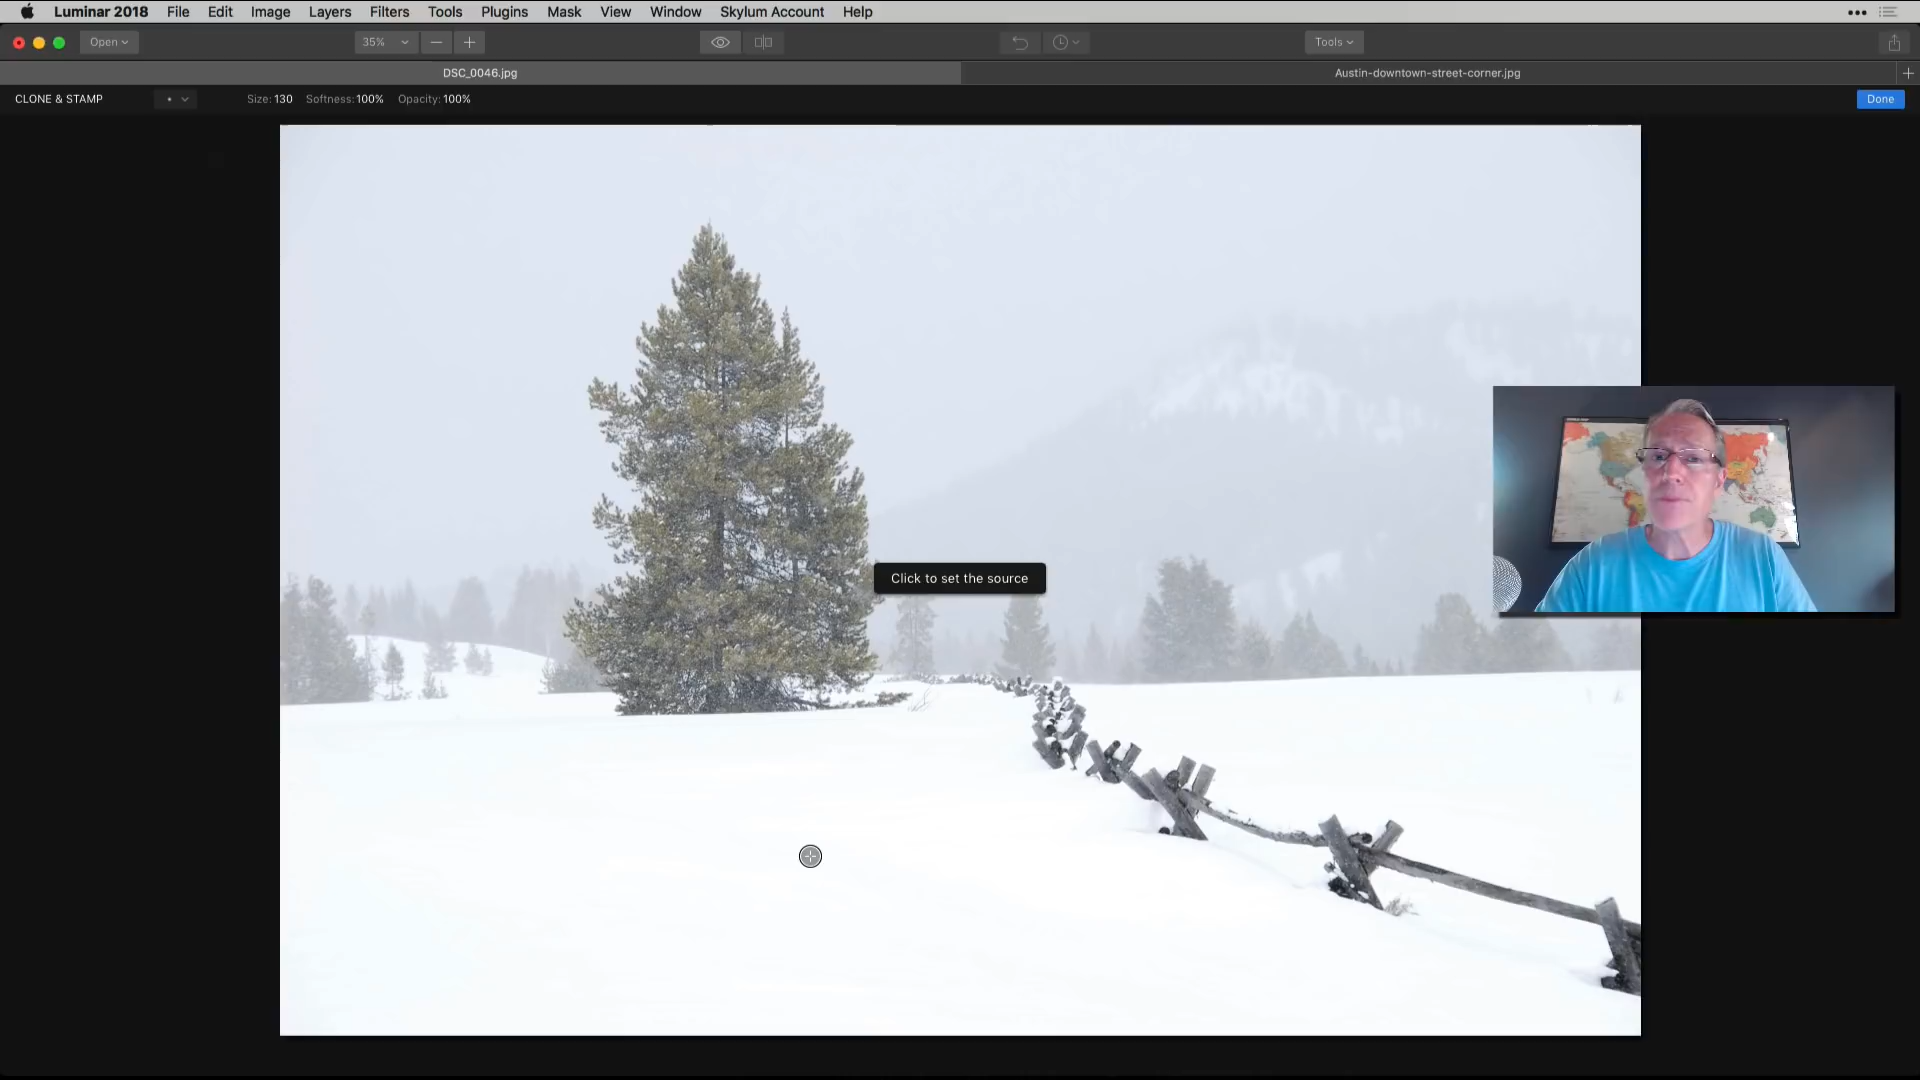 Luminar 2018 File Edit Image Layers Filters Tools Plugins Mask View Window Skylum Account Help
Open 35% Tools
DSC_0046.jpg Austin-downtown-street-corner.jpg
CLONE & STAMP Size: 130 Softness: 100% Opacity: 100% Done
Click to set the source